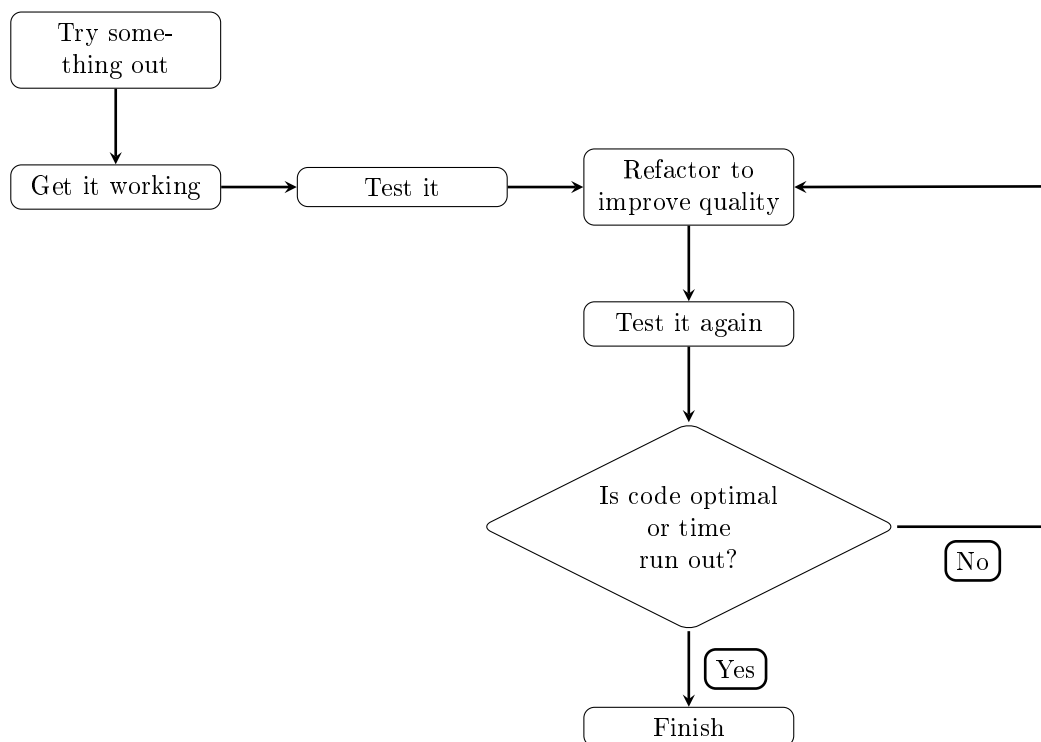 Try some-
thing out
Get it working
Test it
Refactor to
improve quality
Test it again
Is code optimal
or time
run out?
No
Yes
Finish